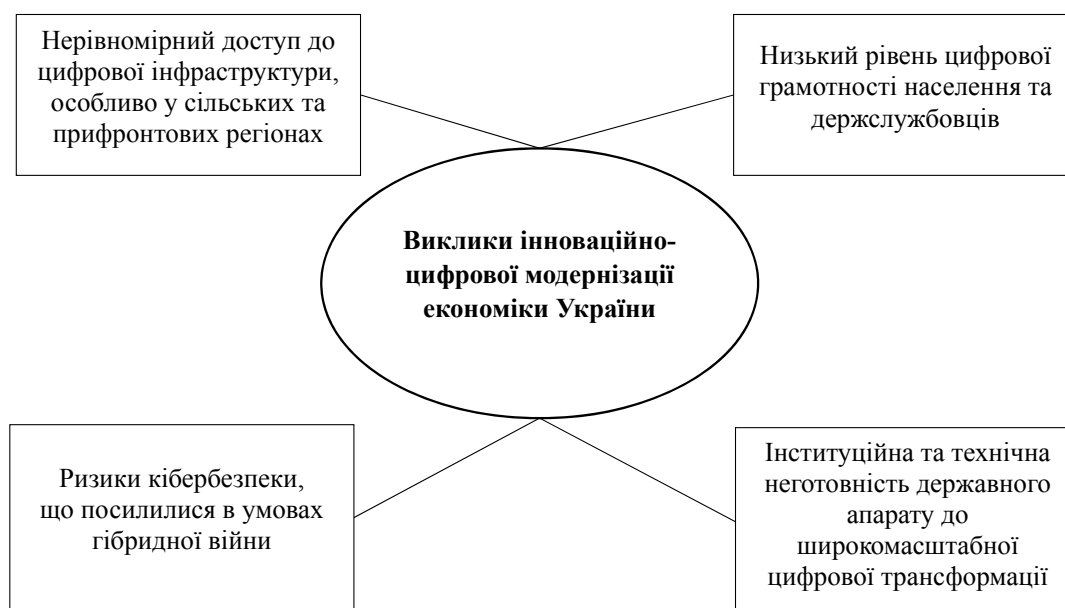 Нерівномірний доступ до
цифрової інфраструктури,
особливо у сільських та
прифронтових регіонах
Низький рівень цифрової
грамотності населення та
держслужбовців
Виклики інноваційно-
цифрової модернізації
економіки України
Ризики кібербезпеки,
що посилилися в умовах
гібридної війни
Інституційна та технічна
неготовність державного
апарату до
широкомасштабної
цифрової трансформації